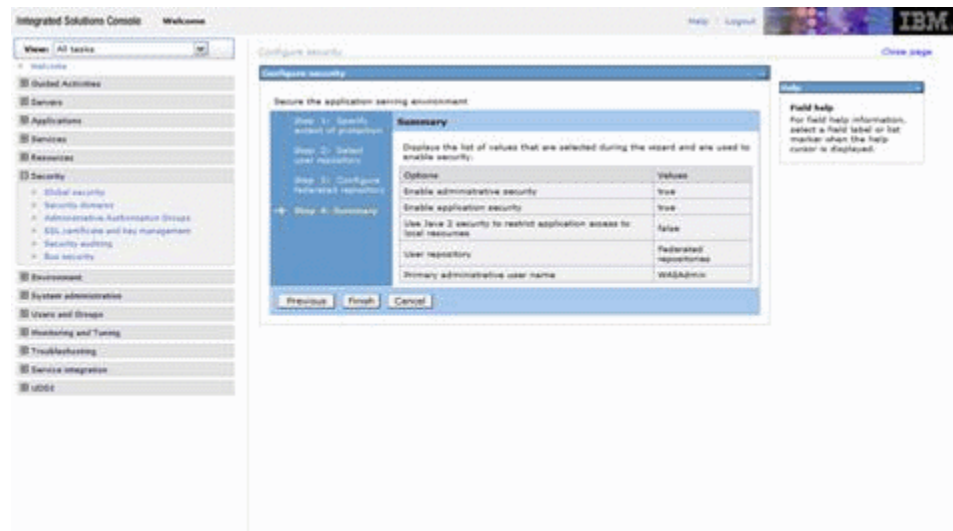 Integrated Solutions Console Welcome Help Logout IBM
View: All tasks
Welcome
Guided Activities
Servers
Applications
Services
Resources
Security
Global security
Security domains
Administrative Authorization Groups
SSL certificate and key management
Security auditing
Bus security
Environment
System administration
Users and Groups
Monitoring and Tuning
Troubleshooting
Service integration
UDDI
Configure security
Close page
Configure security
Secure the application serving environment
Step 1: Specify
extent of protection
Step 2: Select
user repository
Step 3: Configure
federated repository
Step 4: Summary
Summary
Displays the list of values that are selected during the wizard and are used to
enable security.
Options Values
Enable administrative security true
Enable application security true
Use Java 2 security to restrict application access to
local resources false
User repository Federated
repositories
Primary administrative user name WASAdmin
Previous Finish Cancel
Help
Field help
For field help information,
select a field label or list
marker when the help
cursor is displayed.